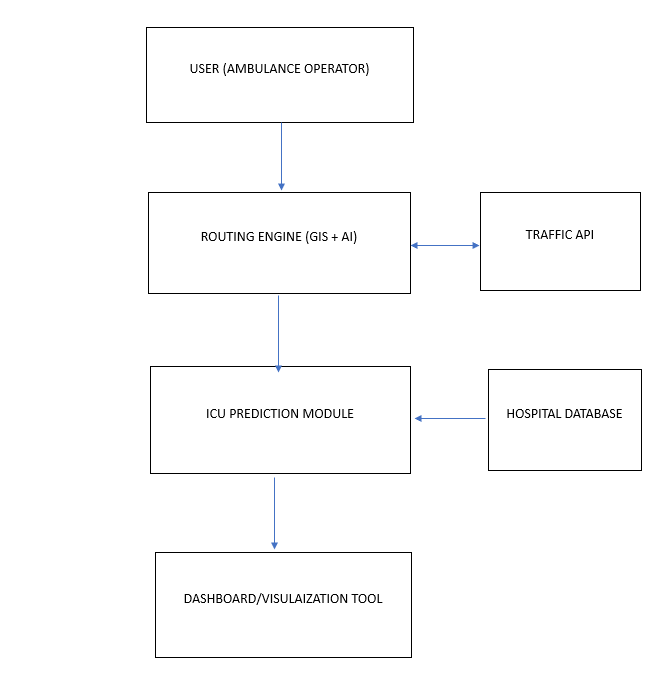 USER (AMBULANCE OPERATOR)
ROUTING ENGINE (GIS + AI)
TRAFFIC API
ICU PREDICTION MODULE
HOSPITAL DATABASE
DASHBOARD/VISULAIZATION TOOL